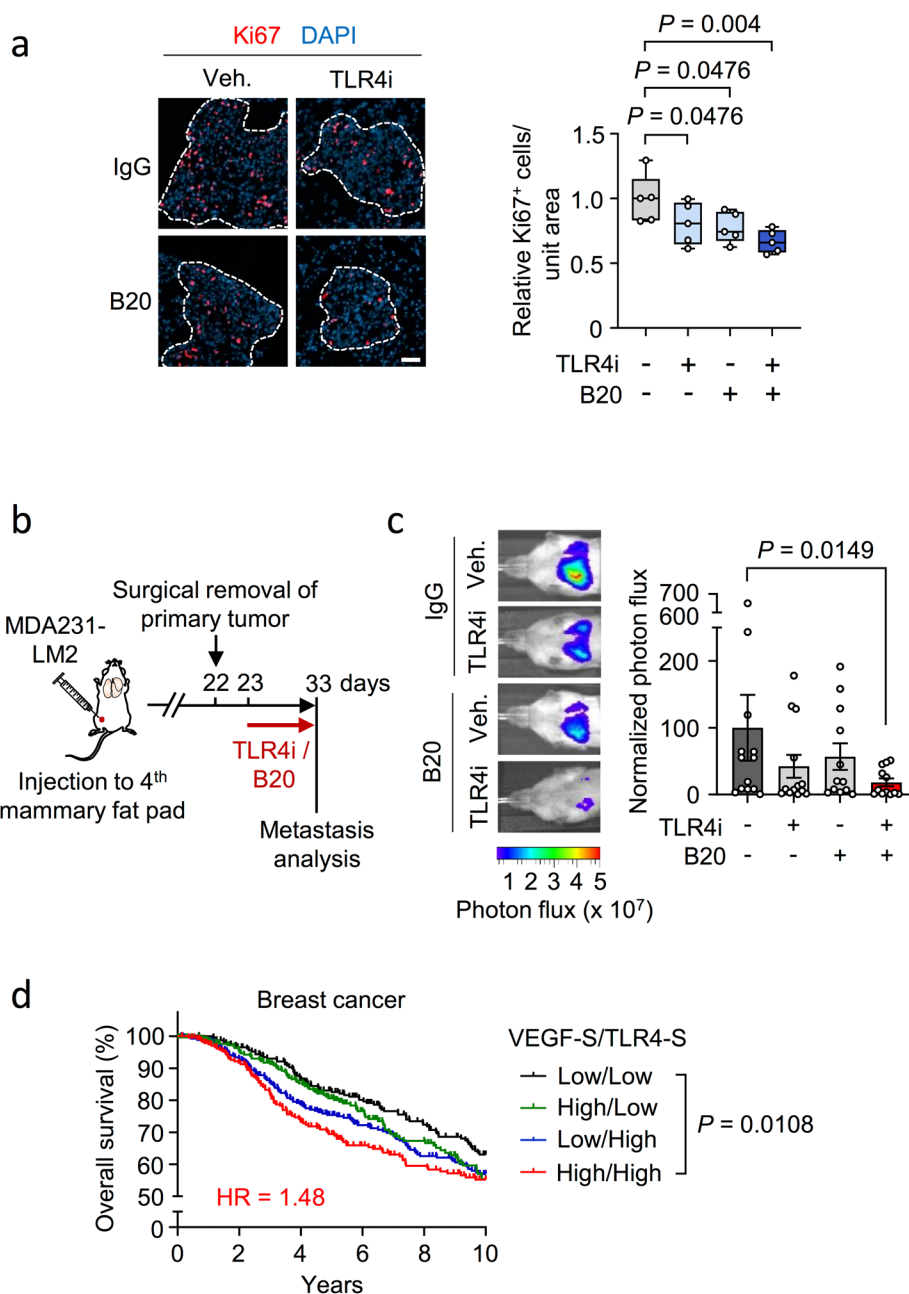 a
Ki67 DAPI
Veh. TLR4i
IgG
B20
P = 0.004
P = 0.0476
P = 0.0476
Relative Ki67⁺ cells/
unit area
1.5
1.0
0.5
0
TLR4i - + - +
B20 - - + +
b
Surgical removal of
primary tumor
MDA231-
LM2
22 23 33 days
TLR4i /
B20
Injection to 4th
mammary fat pad
Metastasis
analysis
c
IgG
Veh.
TLR4i
B20
Veh.
TLR4i
1 2 3 4 5
Photon flux (x 10⁷)
P = 0.0149
Normalized photon flux
700
600
200
100
0
TLR4i - + - +
B20 - - + +
d
Breast cancer
Overall survival (%)
100
90
80
70
60
50
0
HR = 1.48
0 2 4 6 8 10
Years
VEGF-S/TLR4-S
Low/Low
High/Low
Low/High
High/High
P = 0.0108